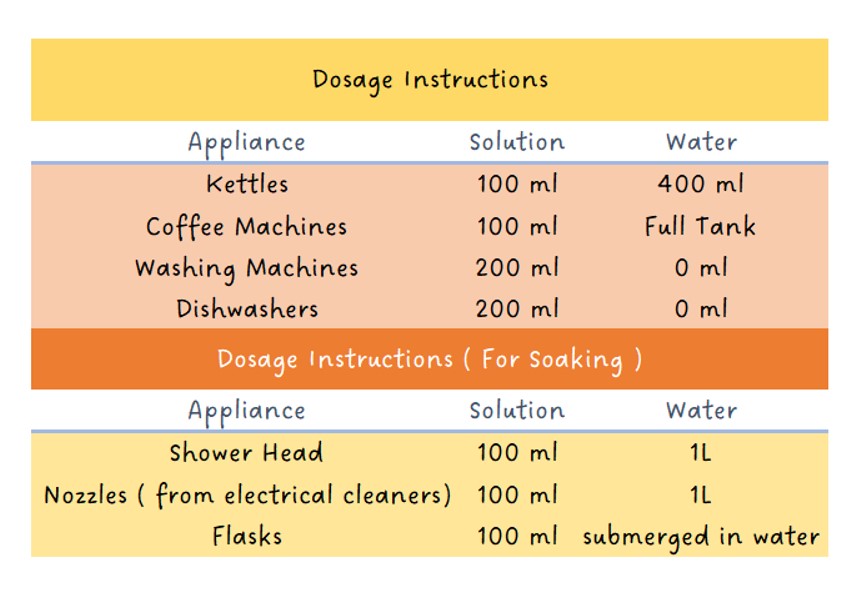 Dosage Instructions
Appliance Solution Water
Kettles 100 ml 400 ml
Coffee Machines 100 ml Full Tank
Washing Machines 200 ml 0 ml
Dishwashers 200 ml 0 ml
Dosage Instructions ( For Soaking )
Appliance Solution Water
Shower Head 100 ml 1L
Nozzles ( from electrical cleaners) 100 ml 1L
Flasks 100 ml submerged in water